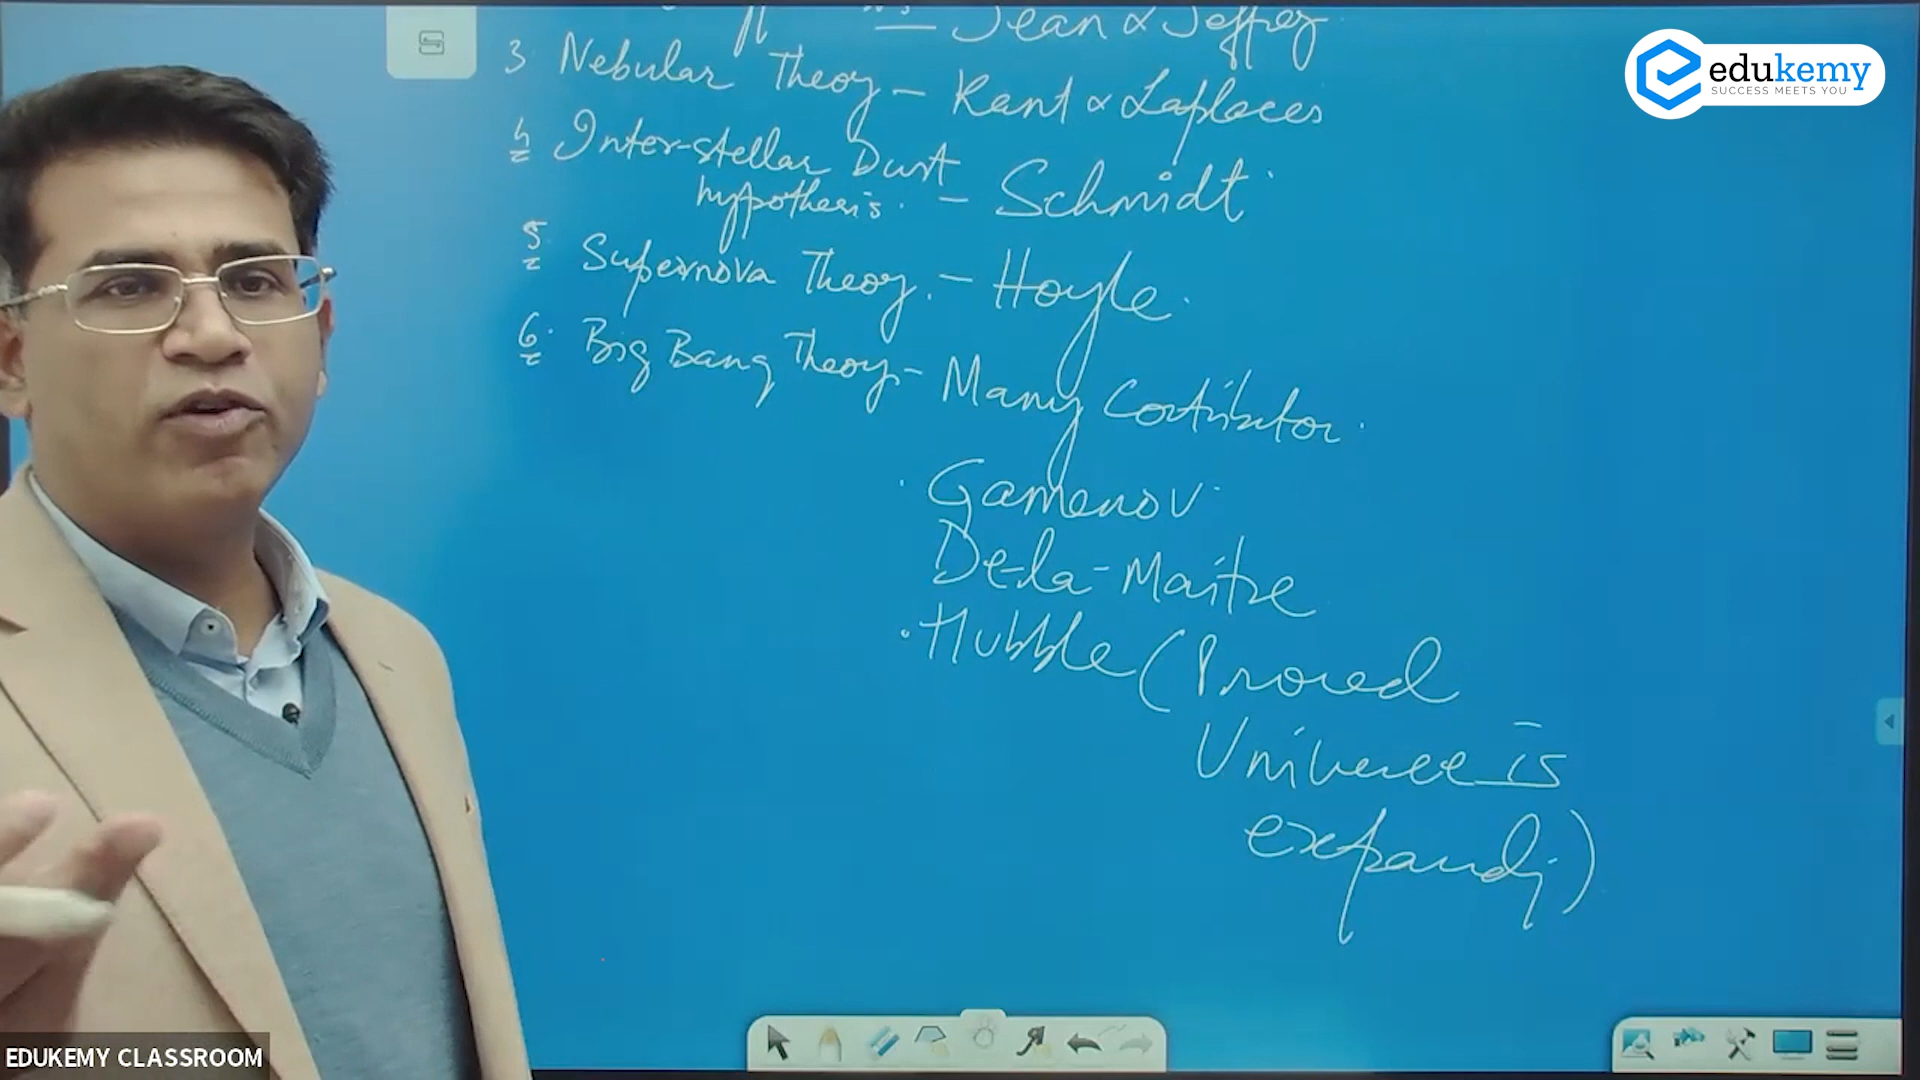 Jean & Jeffrey
edukemy
SUCCESS MEETS YOU
3 Nebular Theory - Kant & Laplaces
4 Inter-stellar Dust
hypothesis. - Schmidt
5 Supernova Theory. - Hoyle.
6. Big Bang Theory - Many Contributor.
Gamenov
De-la-Maitre
Hubble (Proved
Universe is
expanding)
EDUKEMY CLASSROOM